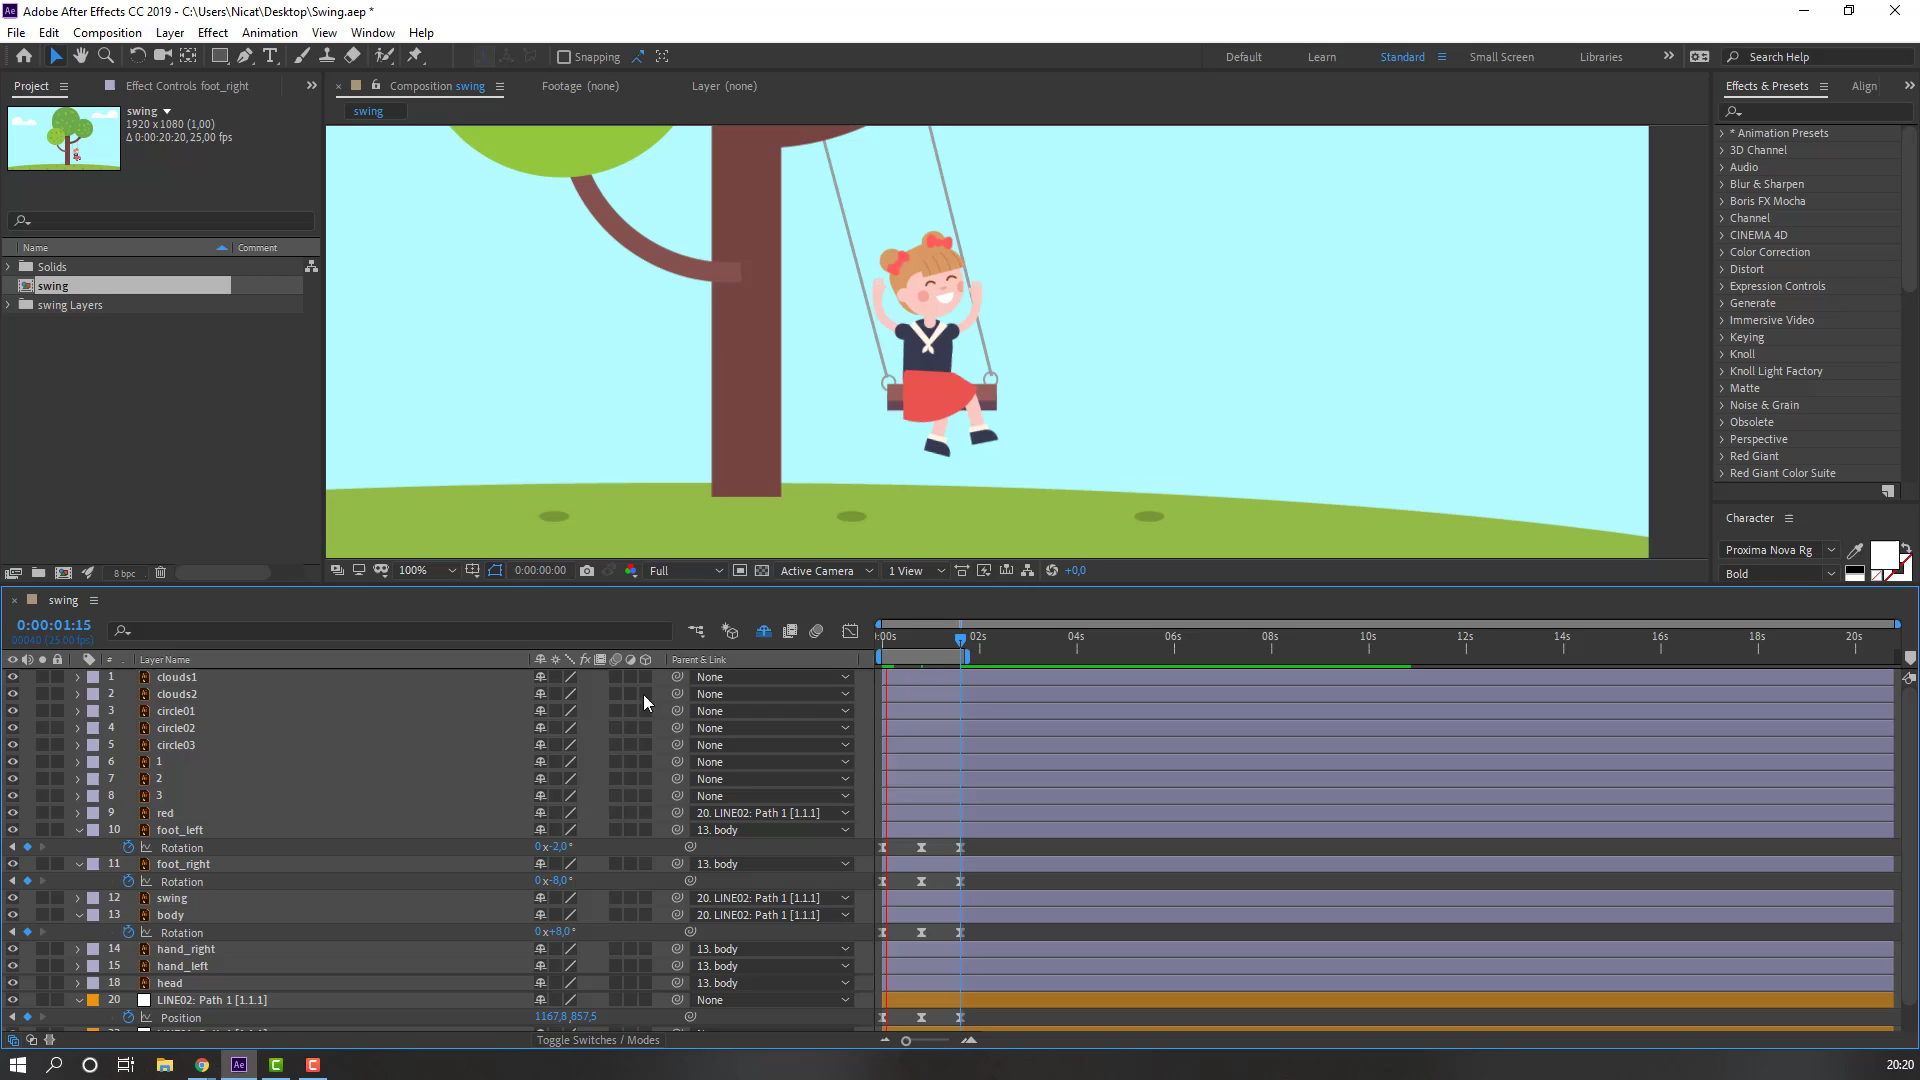 Adobe After Effects CC 2019 - C:\Users\Nicat\Desktop\Swing.aep *
File Edit Composition Layer Effect Animation View Window Help
Snapping
Default Learn Standard Small Screen Libraries Search Help
Project Effect Controls foot_right
Composition swing Footage (none) Layer (none)
Effects & Presets Align
swing
1920 x 1080 (1,00)
Δ 0:00:20:20, 25,00 fps
swing
Name Comment
Solids
swing
swing Layers
* Animation Presets
3D Channel
Audio
Blur & Sharpen
Boris FX Mocha
Channel
CINEMA 4D
Color Correction
Distort
Expression Controls
Generate
Immersive Video
Keying
Knoll
Knoll Light Factory
Matte
Noise & Grain
Obsolete
Perspective
Red Giant
Red Giant Color Suite
Character
Proxima Nova Rg
Bold
8 bpc
100% 0:00:00:00 Full Active Camera 1 View +0,0
swing
0:00:01:15
00040 (25.00 fps)
:00s 02s 04s 06s 08s 10s 12s 14s 16s 18s 20s
# Layer Name fx Parent & Link
1 clouds1 None
2 clouds2 None
3 circle01 None
4 circle02 None
5 circle03 None
6 1 None
7 2 None
8 3 None
9 red 20. LINE02: Path 1 [1.1.1]
10 foot_left 13. body
Rotation 0x-2,0°
11 foot_right 13. body
Rotation 0x-8,0°
12 swing 20. LINE02: Path 1 [1.1.1]
13 body 20. LINE02: Path 1 [1.1.1]
Rotation 0x+8,0°
14 hand_right 13. body
15 hand_left 13. body
18 head 13. body
20 LINE02: Path 1 [1.1.1] None
Position 1167,8,857,5
Toggle Switches / Modes
Ae
20:20